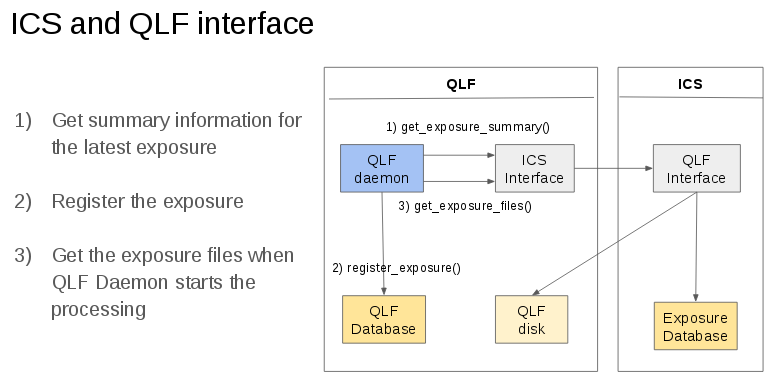 ICS and QLF interface
1) Get summary information for
the latest exposure
2) Register the exposure
3) Get the exposure files when
QLF Daemon starts the
processing
QLF
1) get_exposure_summary()
QLF
daemon
ICS
Interface
3) get_exposure_files()
2) register_exposure()
QLF
Database
QLF
disk
ICS
QLF
Interface
Exposure
Database